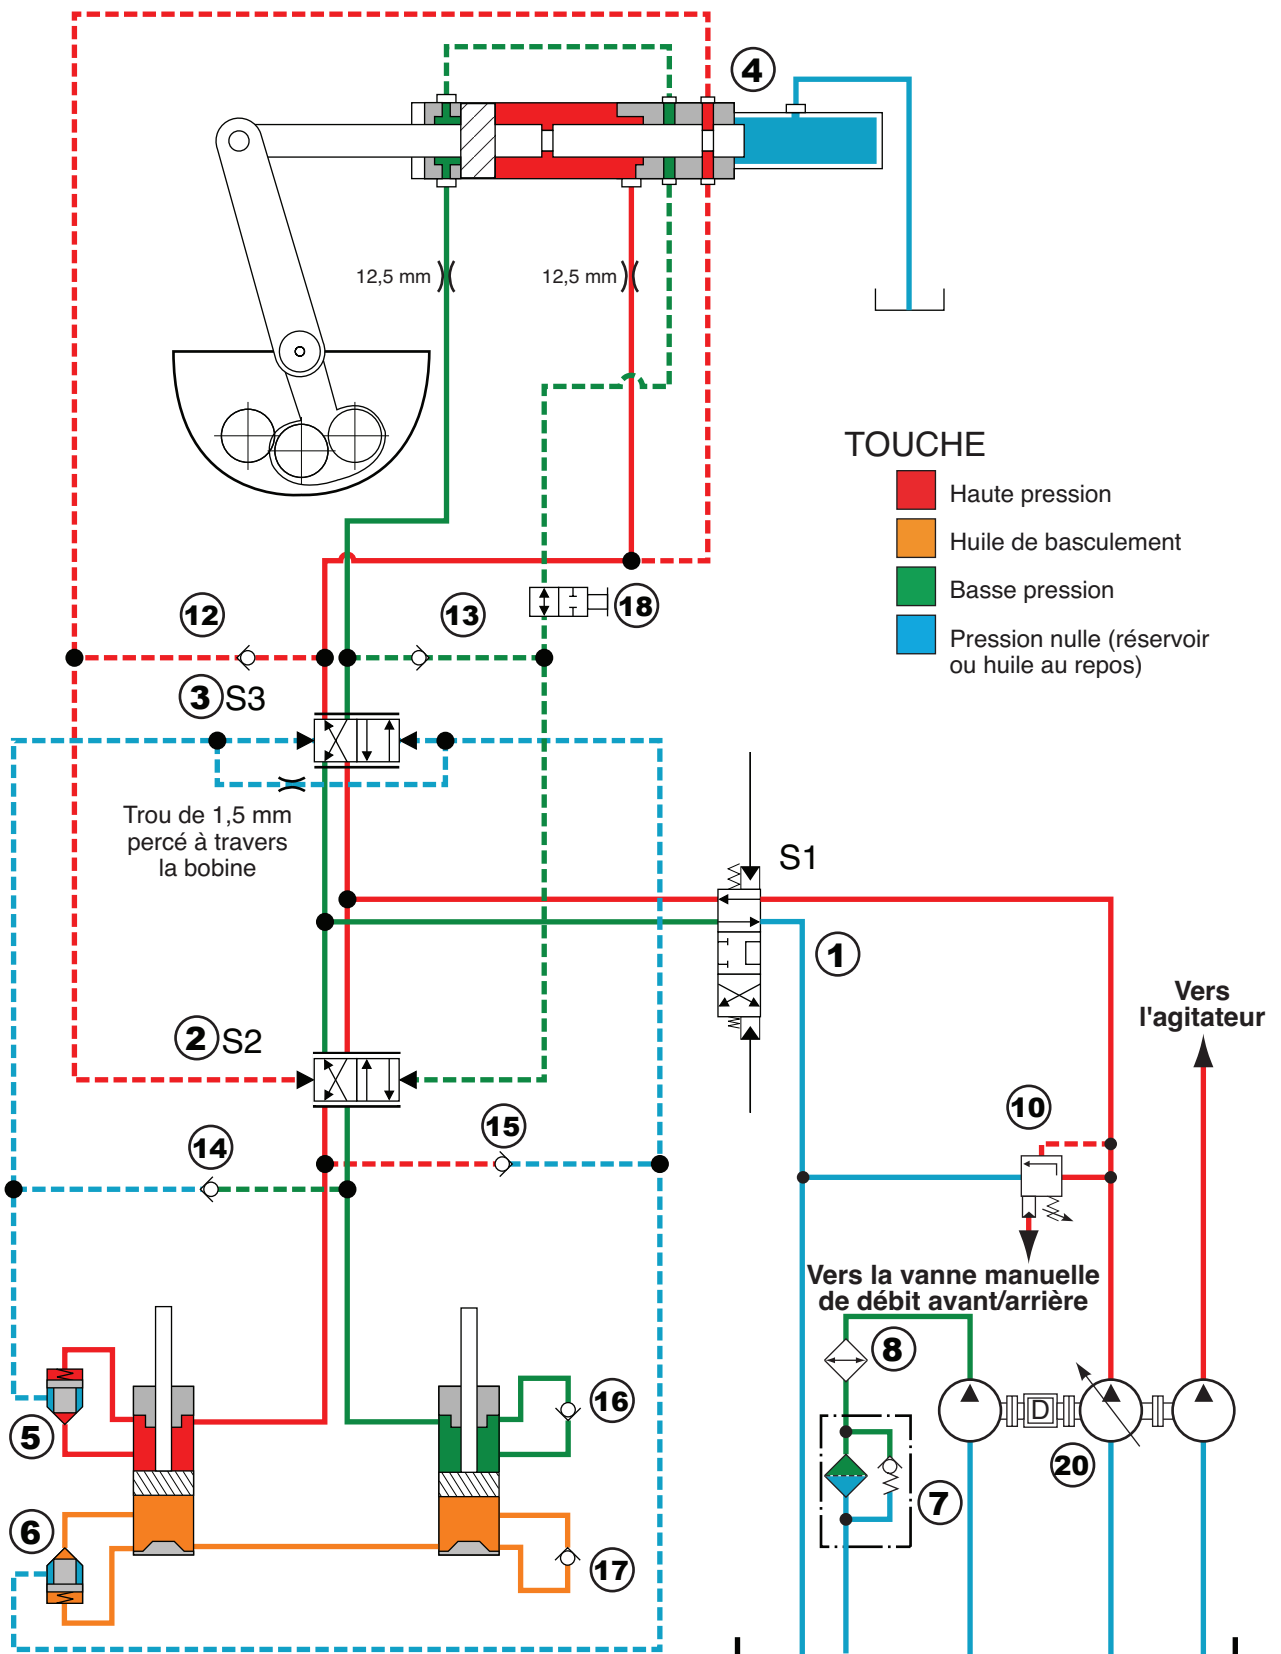 4
12,5 mm
12,5 mm
TOUCHE
Haute pression
Huile de basculement
Basse pression
Pression nulle (réservoir
ou huile au repos)
18
12
13
3 S3
Trou de 1,5 mm
percé à travers
la bobine
S1
1
2 S2
Vers
l'agitateur
10
14
15
Vers la vanne manuelle
de débit avant/arrière
8
5
16
D
20
7
6
17